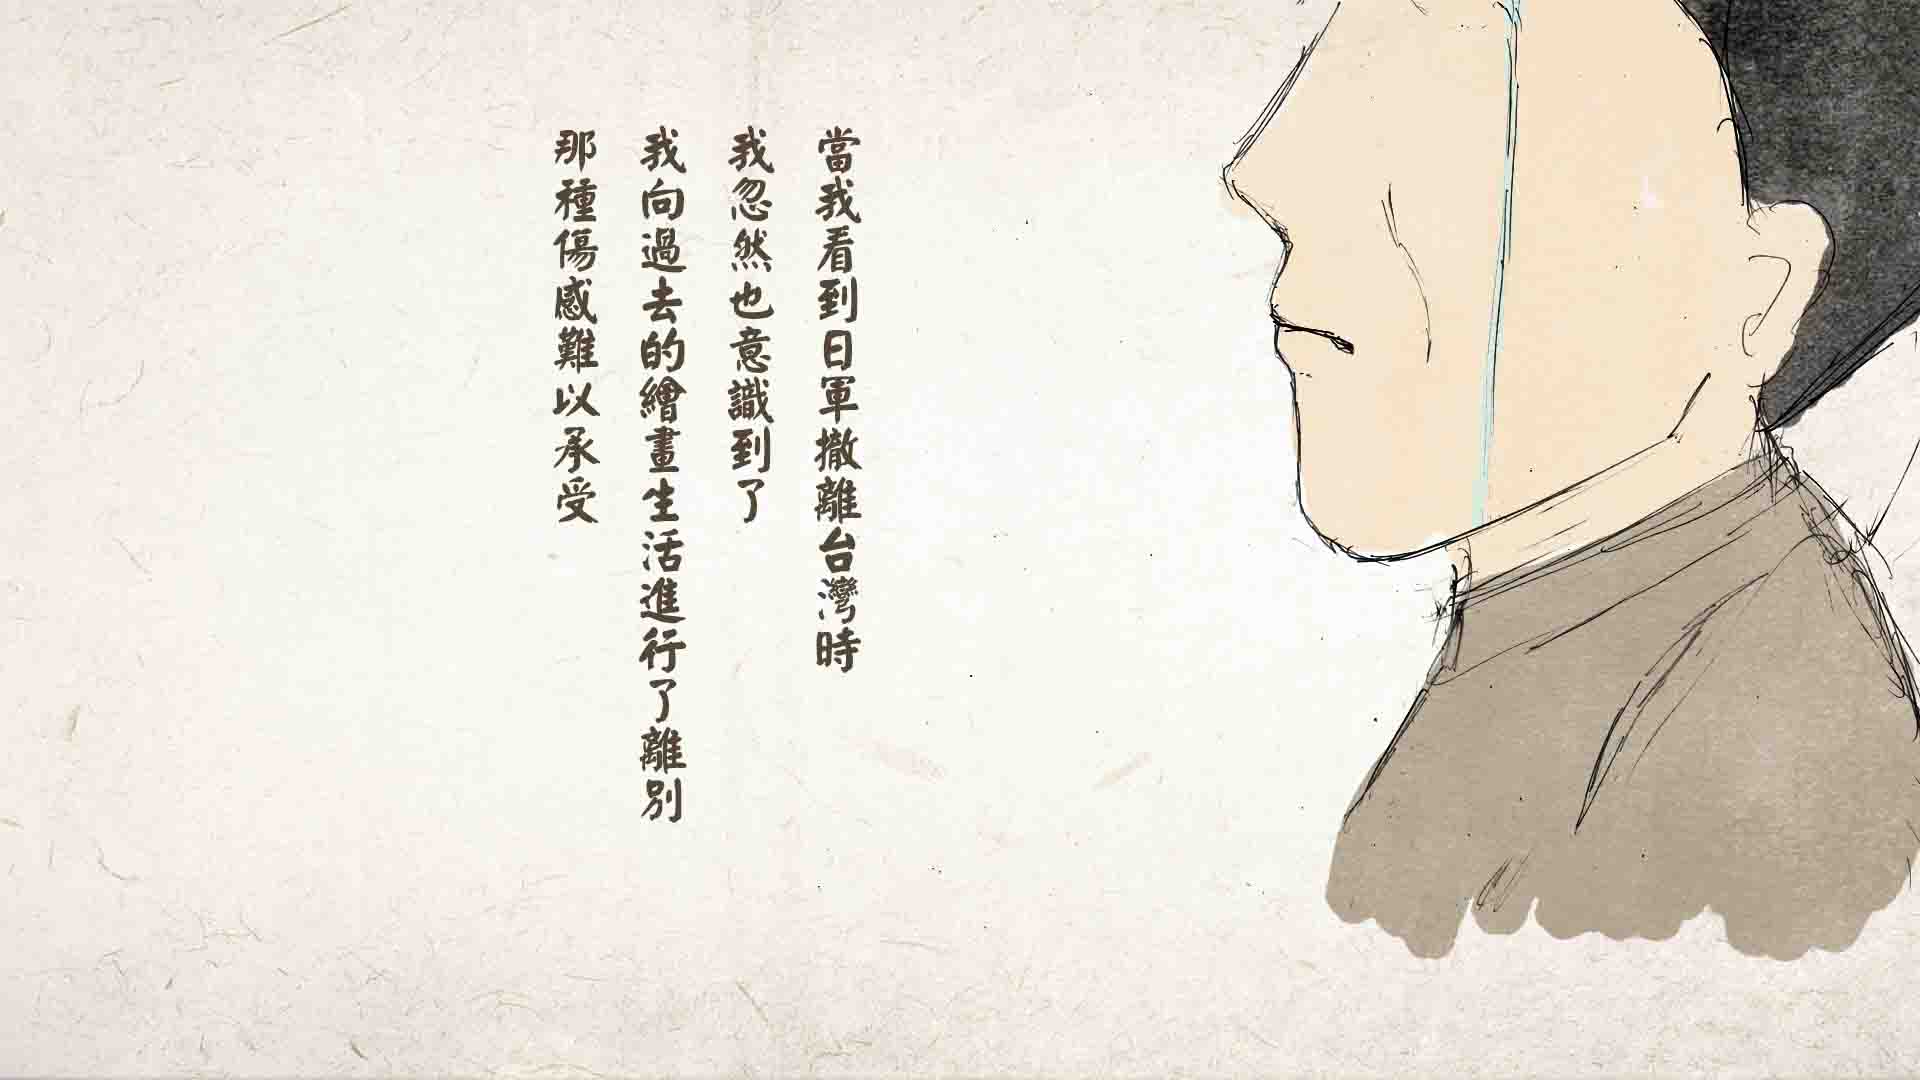 當我看到日軍撤離台灣時
我忽然也意識到了
我向過去的繪畫生活進行了離別
那種傷感難以承受